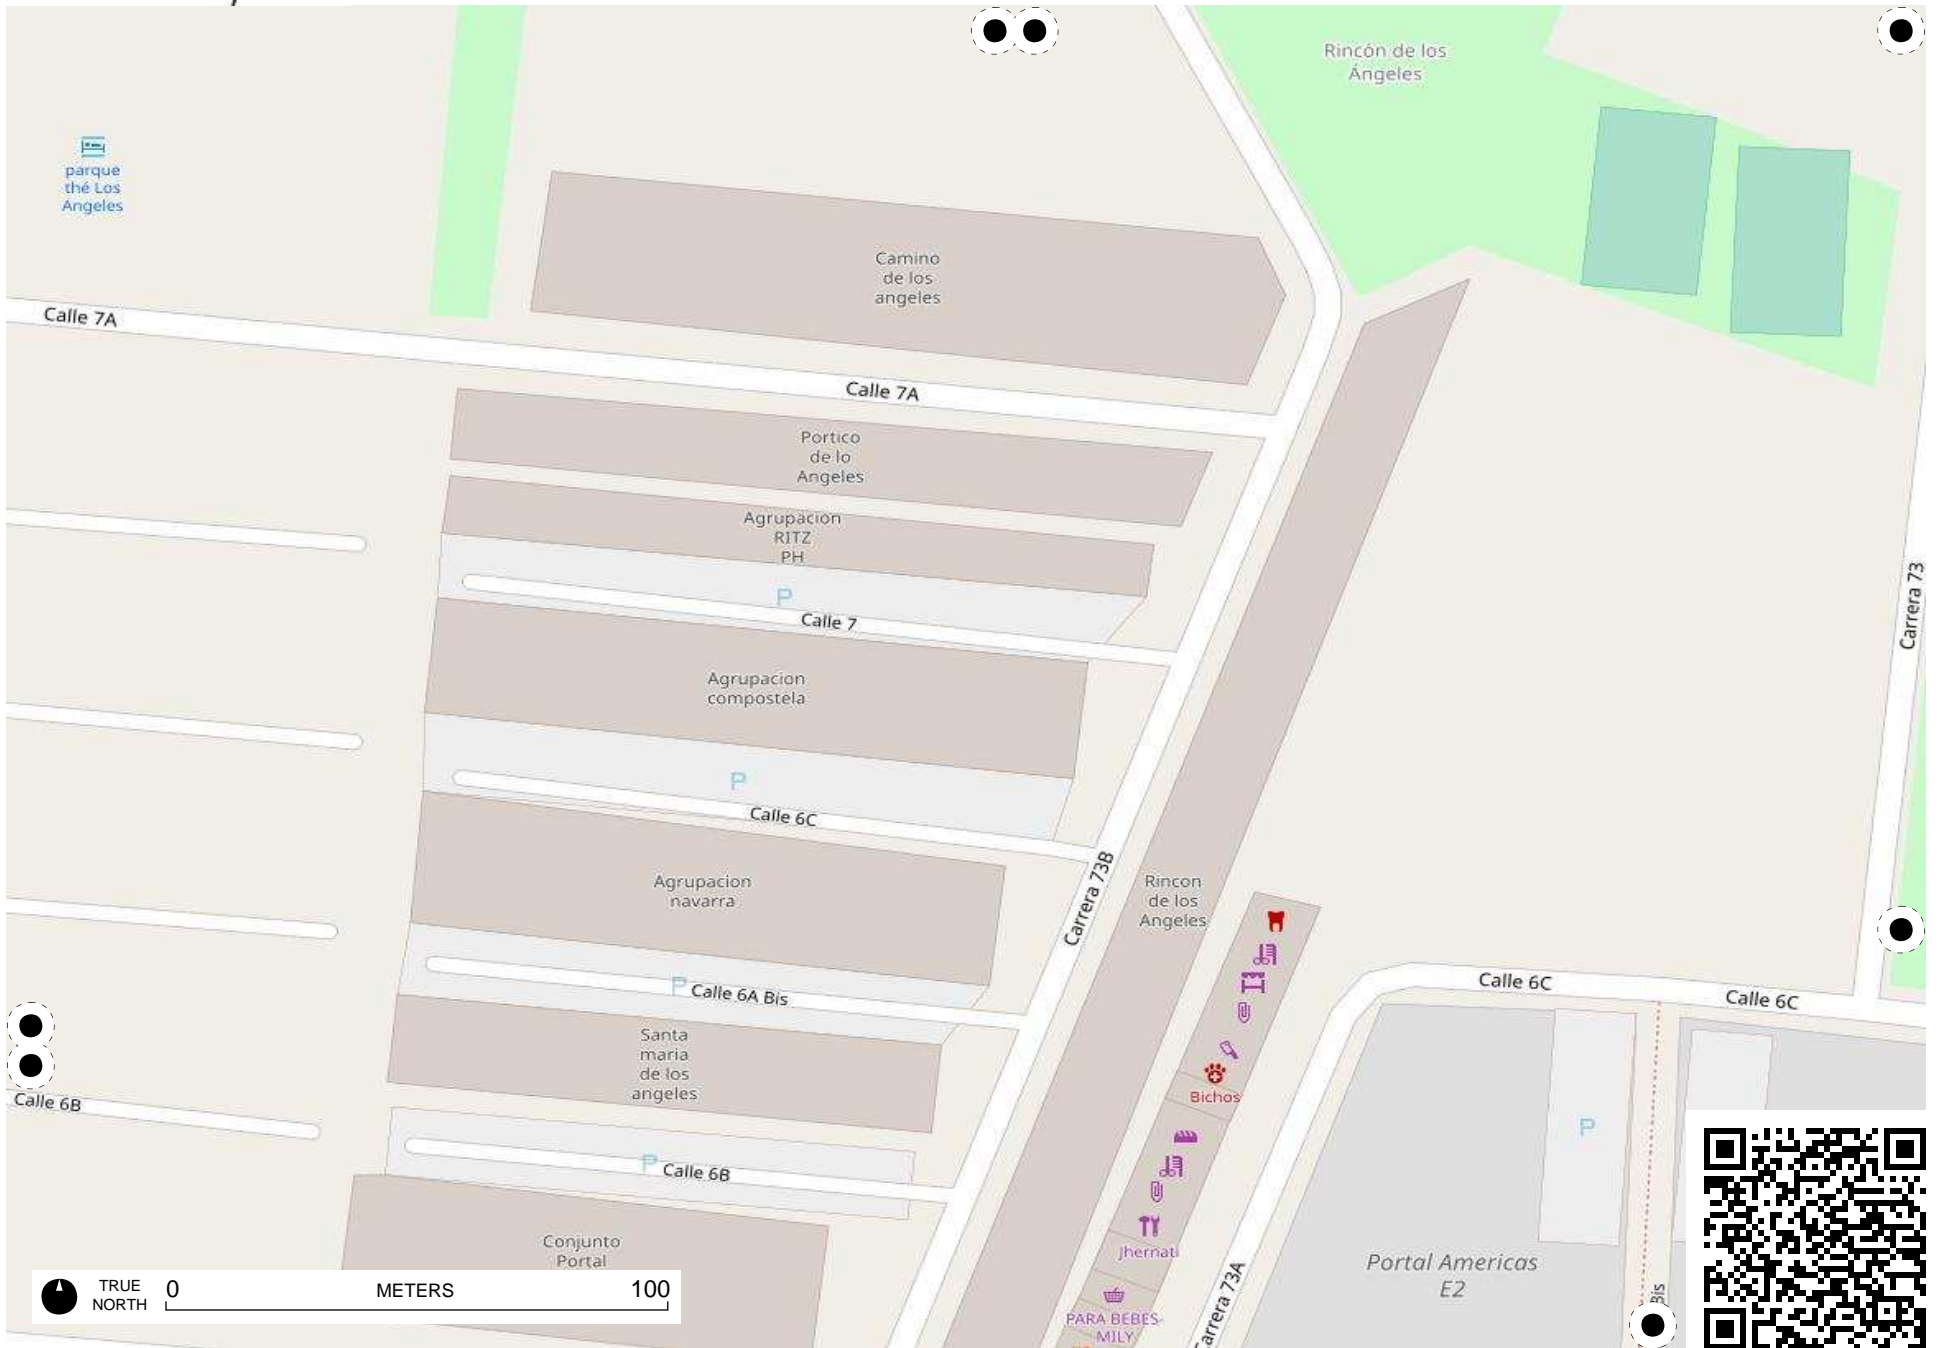 Rincón de los
Ángeles
parque
thé Los
Angeles
Camino
de los
angeles
Calle 7A
Calle 7A
Portico
de lo
Angeles
Agrupacion
RITZ
PH
P
Calle 7
Carrera 73
Agrupacion
compostela
P
Calle 6C
Agrupacion
navarra
Carrera 73B
Rincon
de los
Angeles
P
Calle 6A Bis
Calle 6C
Calle 6C
Santa
maria
de los
angeles
Calle 6B
Bichos
P
P
Calle 6B
Conjunto
Portal
Jhernati
Portal Americas
E2
Bis
TRUE
NORTH
0
METERS
100
PARA BEBES-
MILY
Carrera 73A